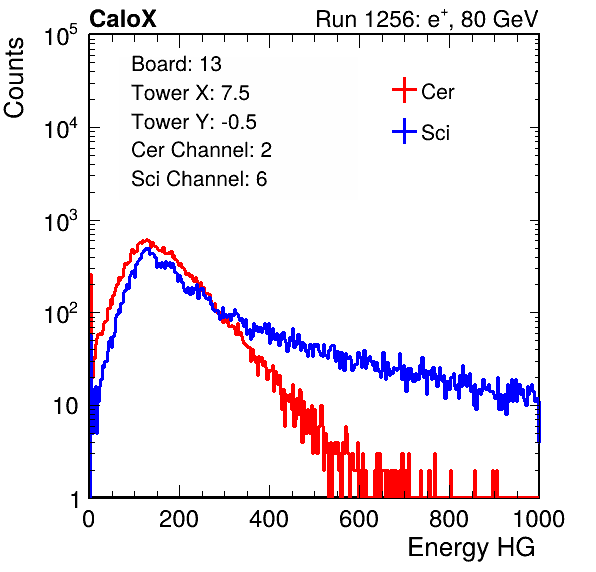 CaloX Run 1256: e⁺, 80 GeV
Counts
Board: 13
Tower X: 7.5
Tower Y: -0.5
Cer Channel: 2
Sci Channel: 6
Cer
Sci
10⁵
10⁴
10³
10²
10
1
0 200 400 600 800 1000
Energy HG